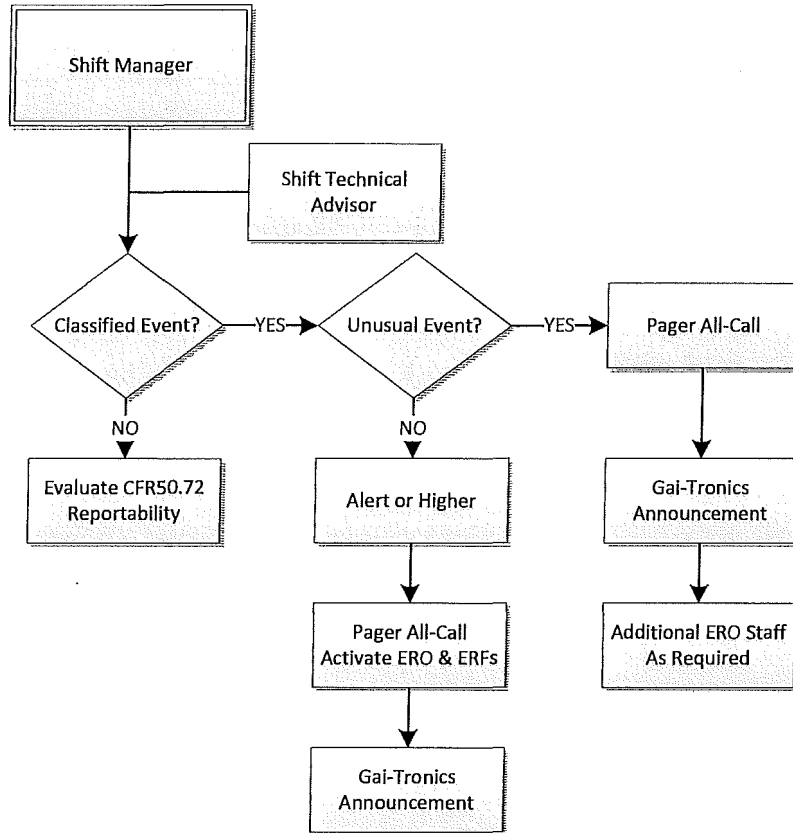 Shift Manager
Shift Technical
Advisor
Classified Event?
YES
Unusual Event?
YES
Pager All-Call
NO
NO
Evaluate CFR50.72
Reportability
Alert or Higher
Gai-Tronics
Announcement
Pager All-Call
Activate ERO & ERFs
Additional ERO Staff
As Required
Gai-Tronics
Announcement